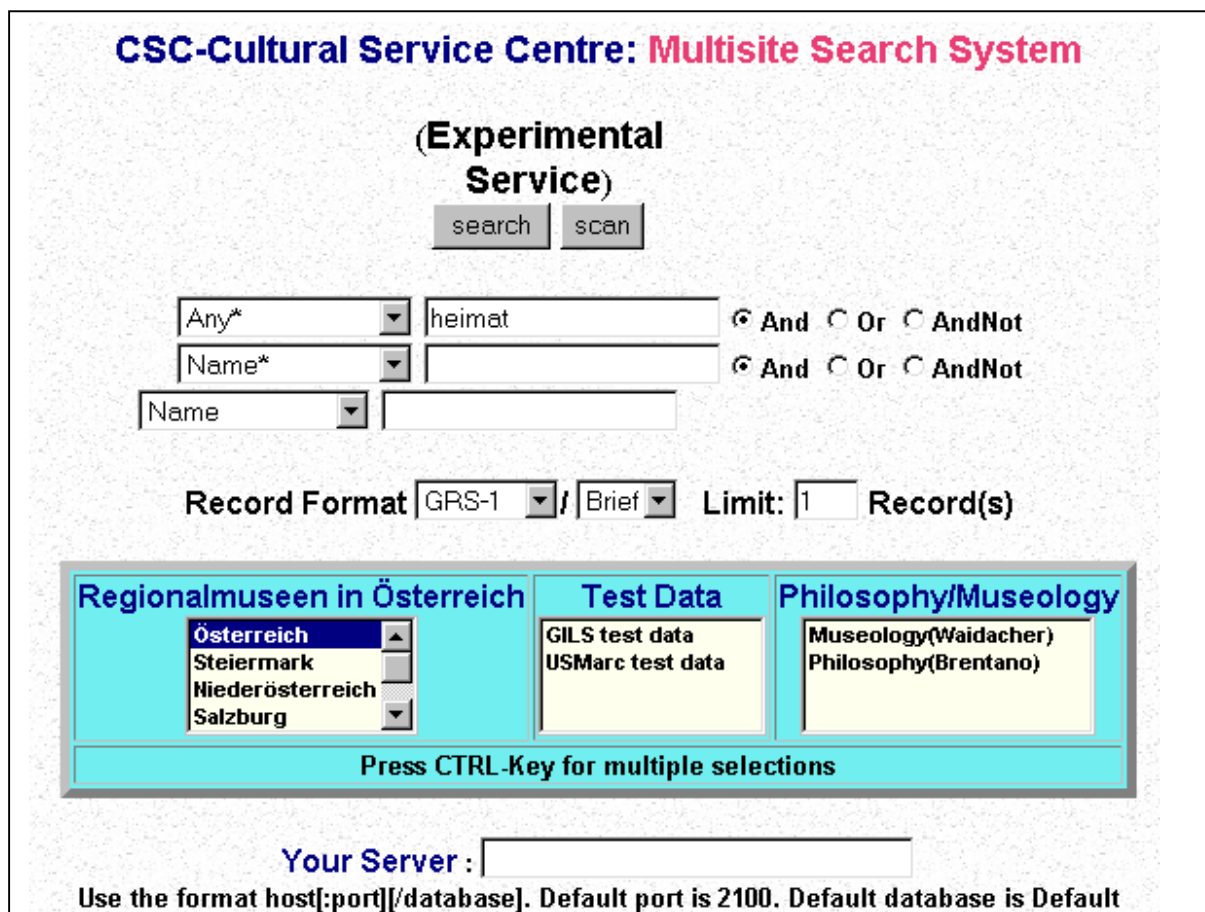 CSC-Cultural Service Centre: Multisite Search System
(Experimental
Service)
search scan
Any* heimat And Or AndNot
Name* And Or AndNot
Name
Record Format GRS-1 / Brief Limit: 1 Record(s)
Regionalmuseen in Österreich Test Data Philosophy/Museology
Österreich GILS test data Museology(Waidacher)
Steiermark USMarc test data Philosophy(Brentano)
Niederösterreich
Salzburg
Press CTRL-Key for multiple selections
Your Server :
Use the format host[:port][/database]. Default port is 2100. Default database is Default